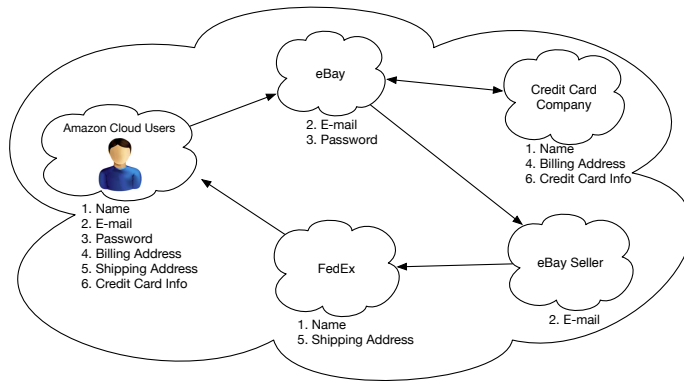 eBay
2. E-mail
3. Password
Credit Card
Company
1. Name
4. Billing Address
6. Credit Card Info
Amazon Cloud Users
1. Name
2. E-mail
3. Password
4. Billing Address
5. Shipping Address
6. Credit Card Info
FedEx
1. Name
5. Shipping Address
eBay Seller
2. E-mail